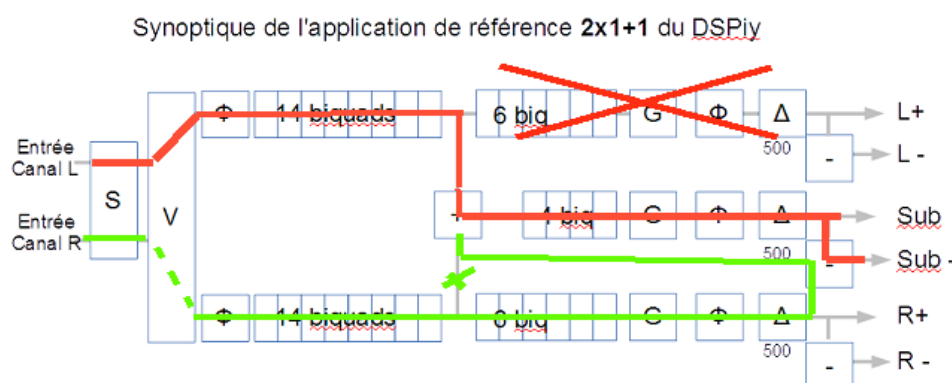 Synoptique de l'application de référence 2x1+1 du DSPiy
Φ 14 biquads 6 biq G Φ Δ L+
500
- L -
Entrée
Canal L
S V
+ 4 biq G Φ Δ Sub
Entrée
Canal R
500
- Sub -
Φ 14 biquads 6 biq G Φ Δ R+
500
- R -